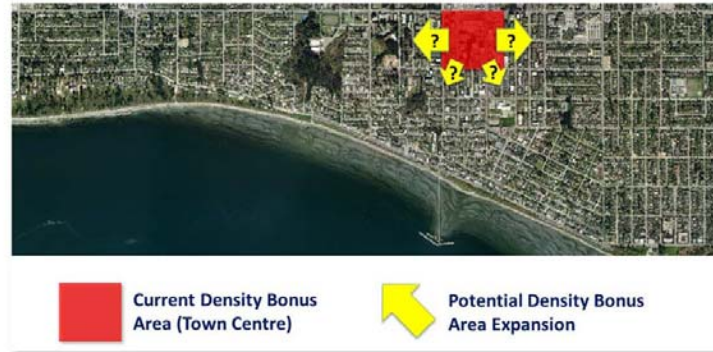 ? ?
? ?
Current Density Bonus
Area (Town Centre)
Potential Density Bonus
Area Expansion